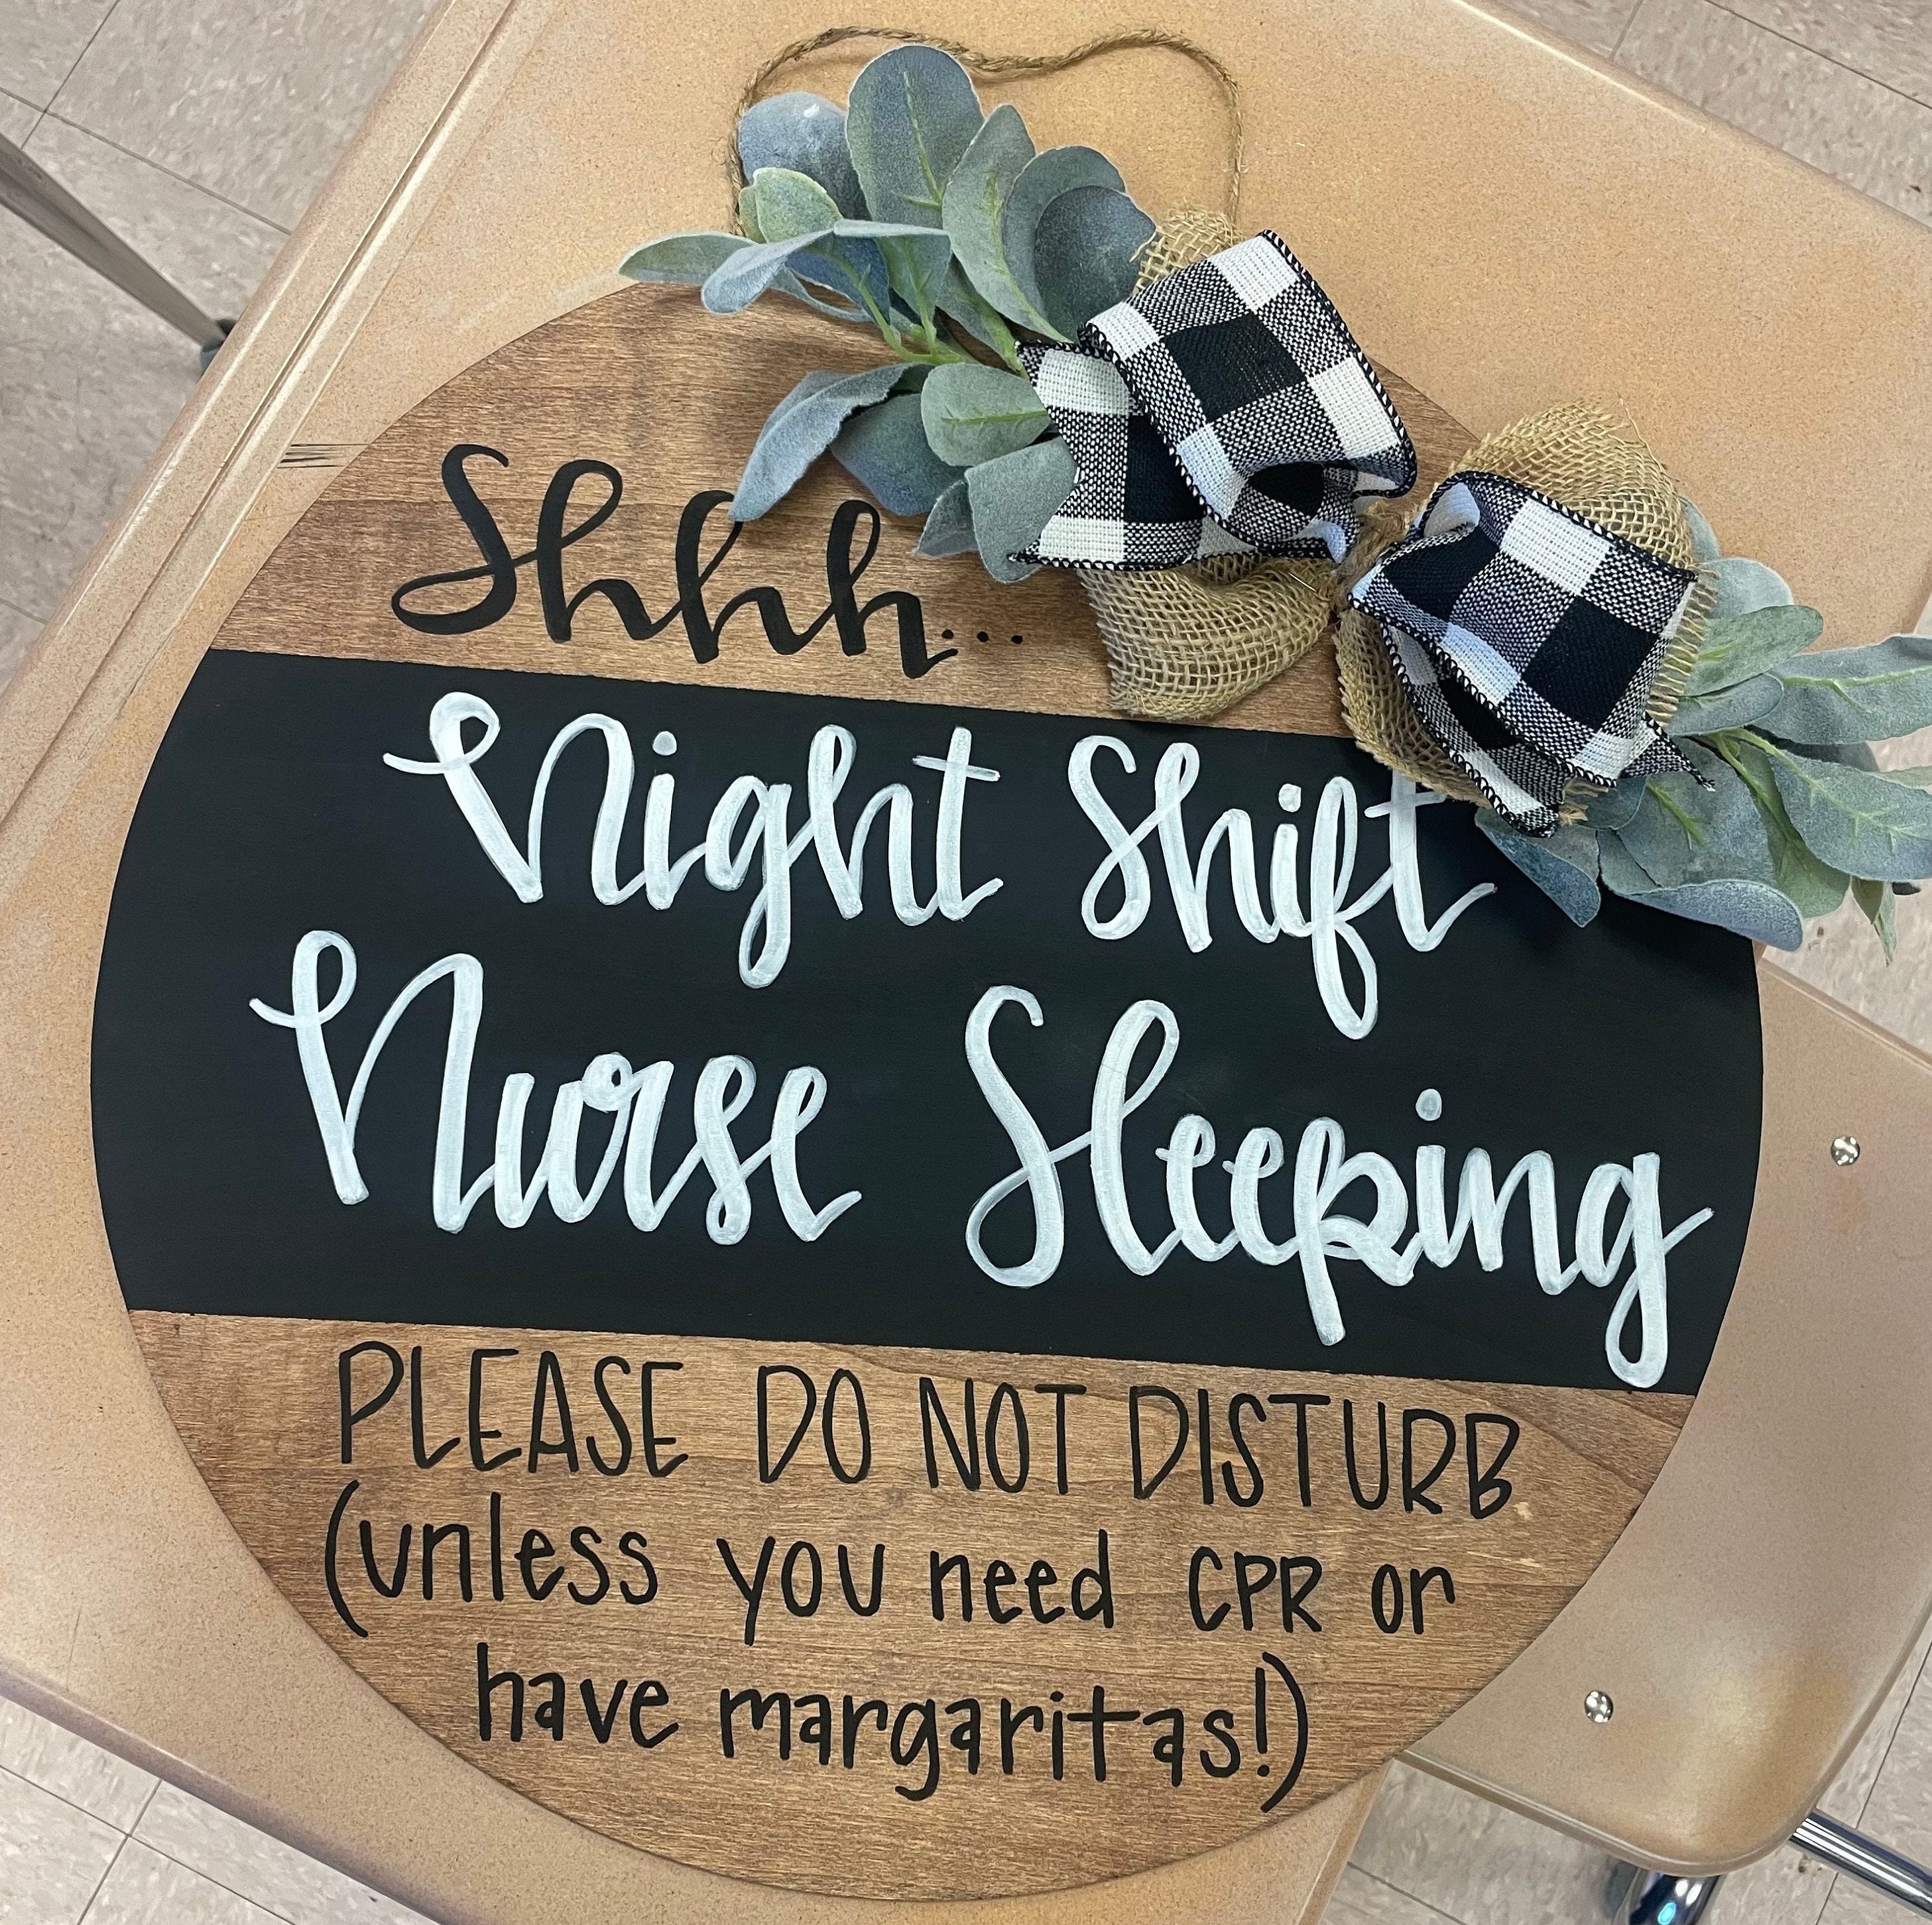 Shhh...
Night Shift
Nurse Sleeping
PLEASE DO NOT DISTURB
(unless you need CPR or
have margaritas!)